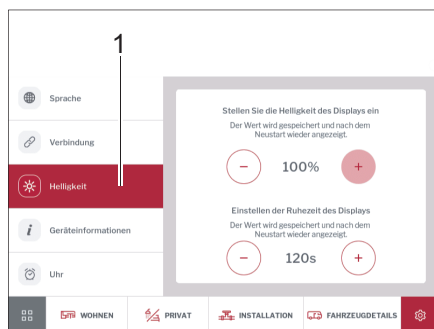 1
Sprache
Verbindung
Helligkeit
Geräteinformationen
Uhr
Stellen Sie die Helligkeit des Displays ein
Der Wert wird gespeichert und nach dem
Neustart wieder angezeigt.
− 100% +
Einstellen der Ruhezeit des Displays
Der Wert wird gespeichert und nach dem
Neustart wieder angezeigt.
− 120s +
WOHNEN PRIVAT INSTALLATION FAHRZEUGDETAILS